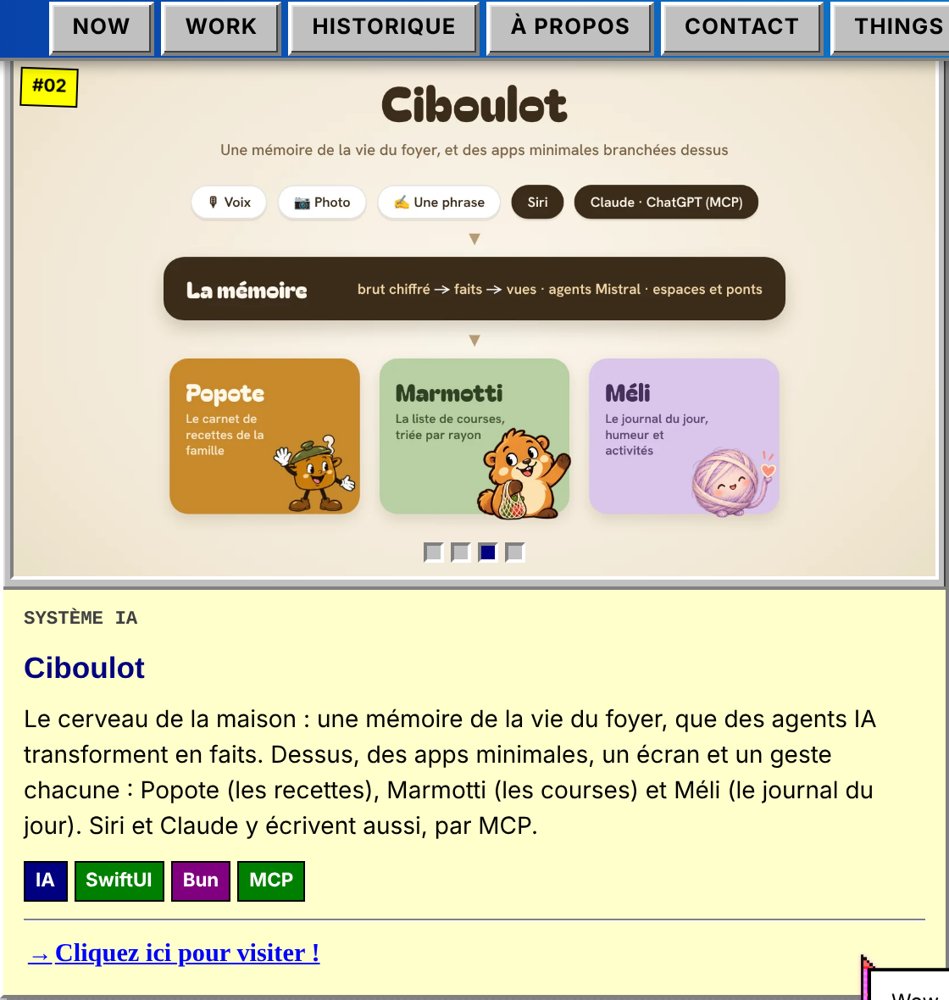 NOW
WORK
HISTORIQUE
À PROPOS
CONTACT
THINGS
#02
Ciboulot
Une mémoire de la vie du foyer, et des apps minimales branchées dessus
🎙 Voix
📷 Photo
✍️ Une phrase
Siri
Claude · ChatGPT (MCP)
La mémoire
brut chiffré → faits → vues · agents Mistral · espaces et ponts
Popote
Le carnet de
recettes de la
famille
Marmotti
La liste de courses,
triée par rayon
Méli
Le journal du jour,
humeur et
activités
SYSTÈME IA
Ciboulot
Le cerveau de la maison : une mémoire de la vie du foyer, que des agents IA
transforment en faits. Dessus, des apps minimales, un écran et un geste
chacune : Popote (les recettes), Marmotti (les courses) et Méli (le journal du
jour). Siri et Claude y écrivent aussi, par MCP.
IA
SwiftUI
Bun
MCP
→ Cliquez ici pour visiter !